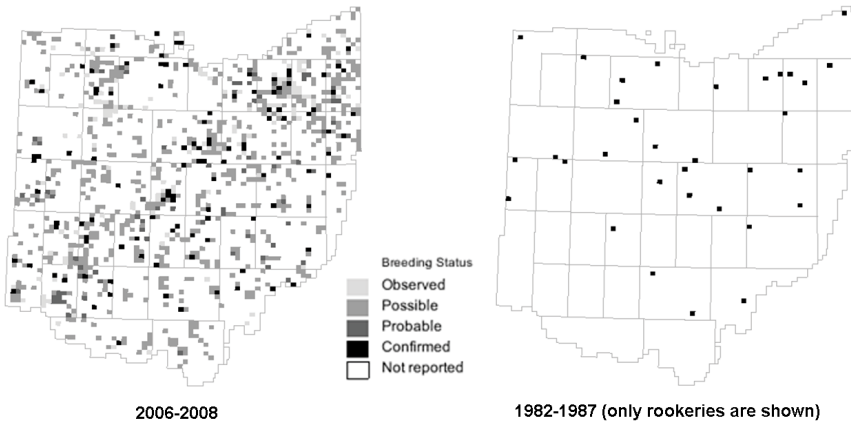 Breeding Status
Observed
Possible
Probable
Confirmed
Not reported
2006-2008
1982-1987 (only rookeries are shown)